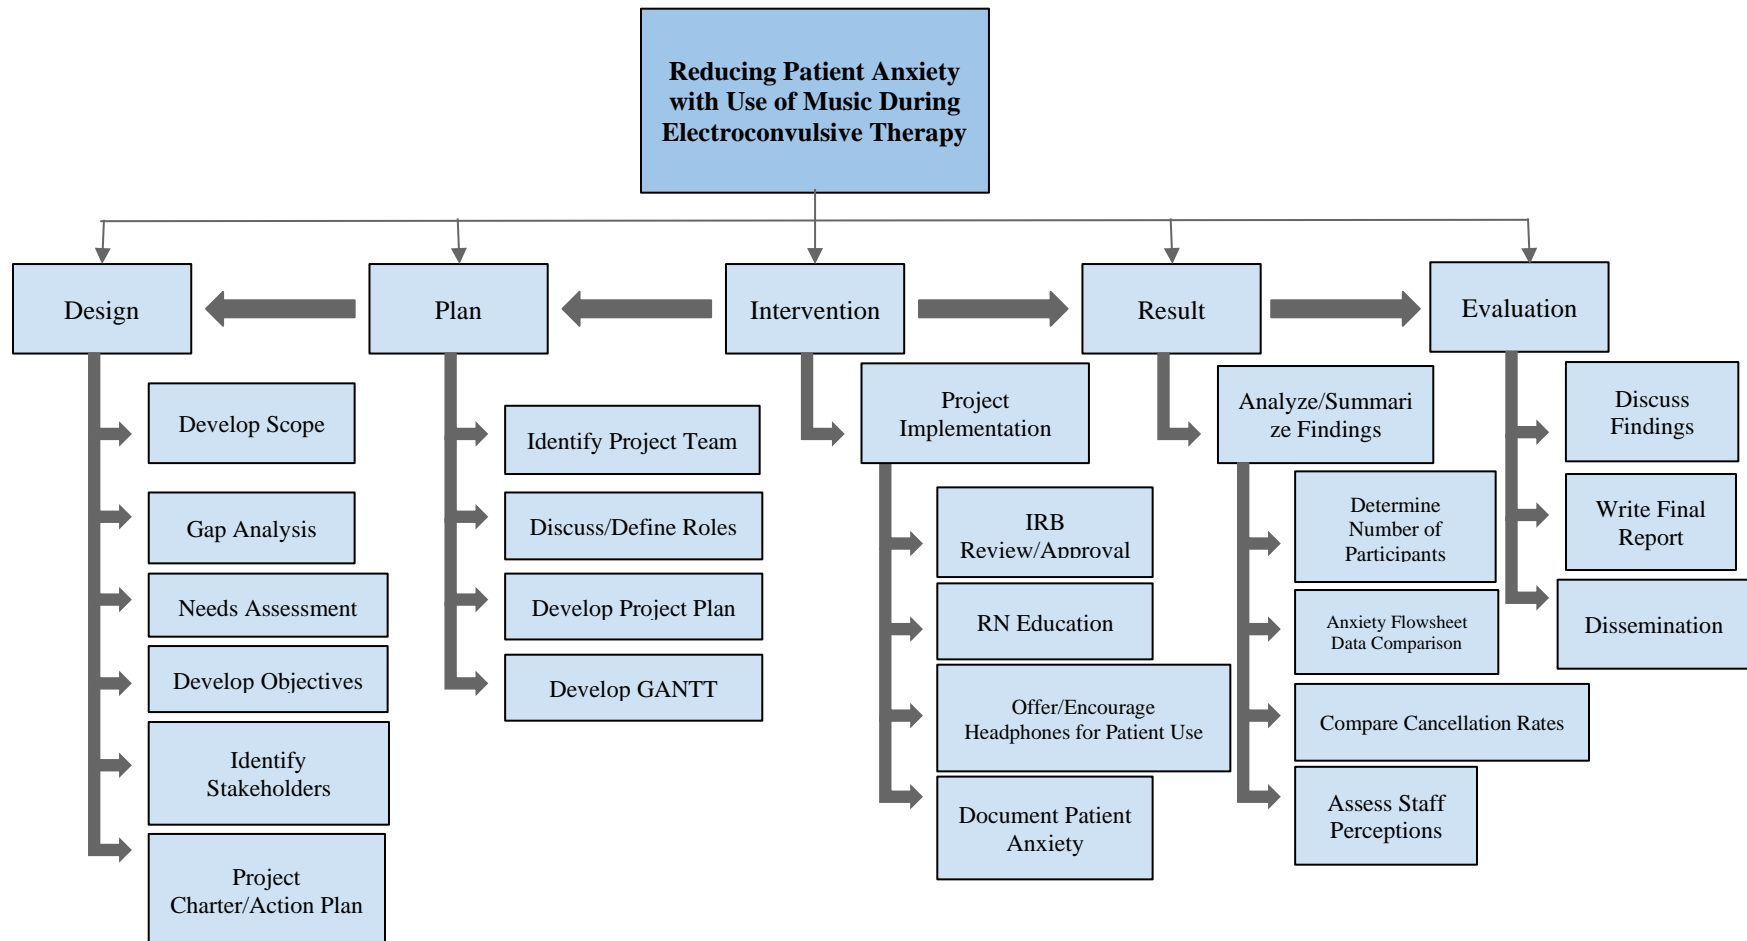 Reducing Patient Anxiety
with Use of Music During
Electroconvulsive Therapy
Design
Plan
Intervention
Result
Evaluation
Develop Scope
Gap Analysis
Needs Assessment
Develop Objectives
Identify
Stakeholders
Project
Charter/Action Plan
Identify Project Team
Discuss/Define Roles
Develop Project Plan
Develop GANTT
Project
Implementation
IRB
Review/Approval
RN Education
Offer/Encourage
Headphones for Patient Use
Document Patient
Anxiety
Analyze/Summari
ze Findings
Determine
Number of
Participants
Anxiety Flowsheet
Data Comparison
Compare Cancellation Rates
Assess Staff
Perceptions
Discuss
Findings
Write Final
Report
Dissemination